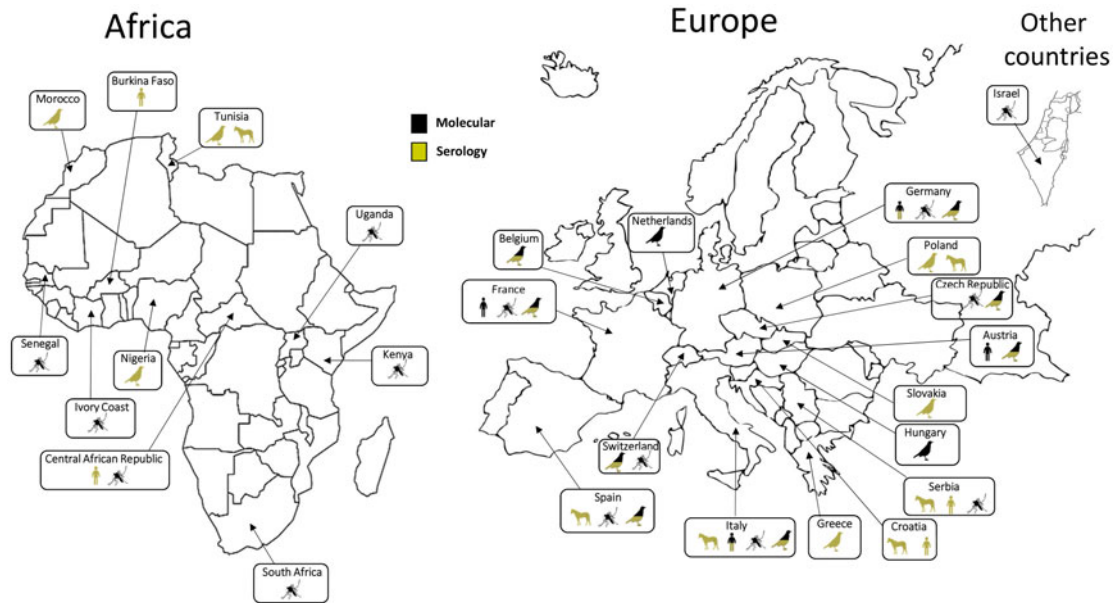 Africa
Europe
Other
countries
Burkina Faso
Morocco
Tunisia
Molecular
Serology
Israel
Uganda
Netherlands
Germany
Belgium
Poland
France
Czech Republic
Senegal
Nigeria
Kenya
Austria
Ivory Coast
Slovakia
Central African Republic
Switzerland
Hungary
Spain
Italy
Greece
Croatia
Serbia
South Africa